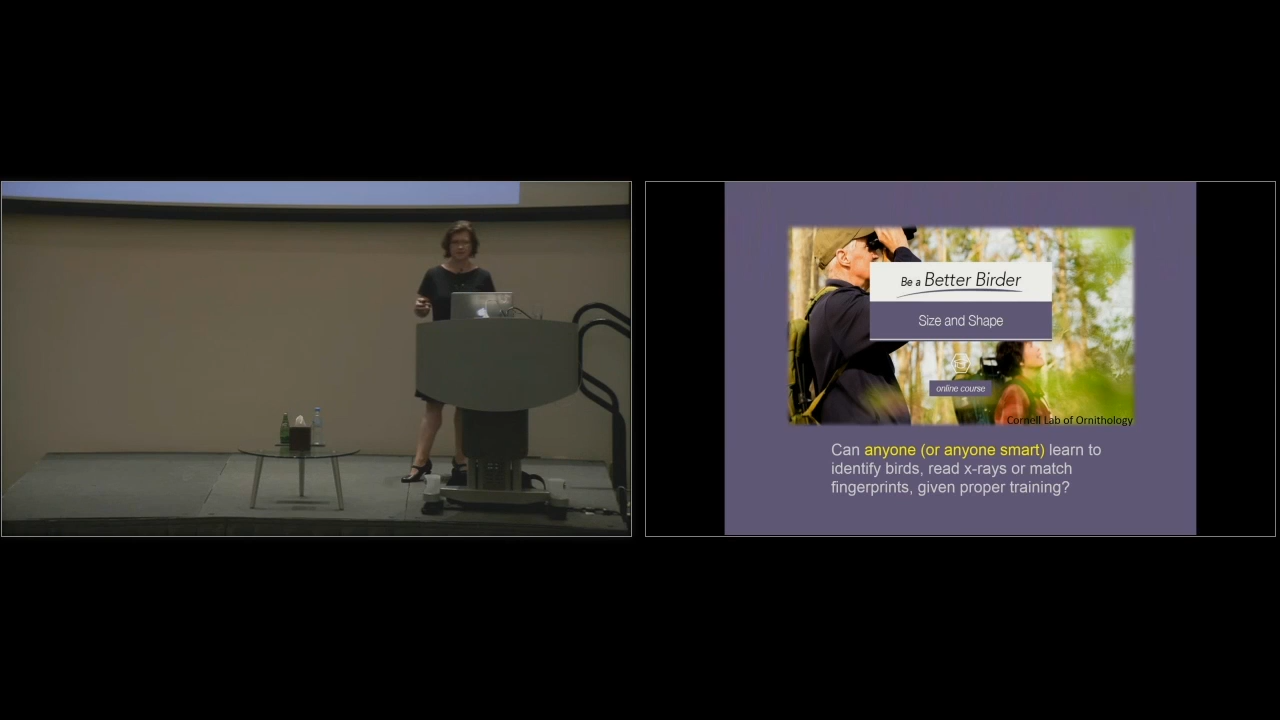 Be a Better Birder
Size and Shape
online course
Cornell Lab of Ornithology
Can anyone (or anyone smart) learn to
identify birds, read x-rays or match
fingerprints, given proper training?